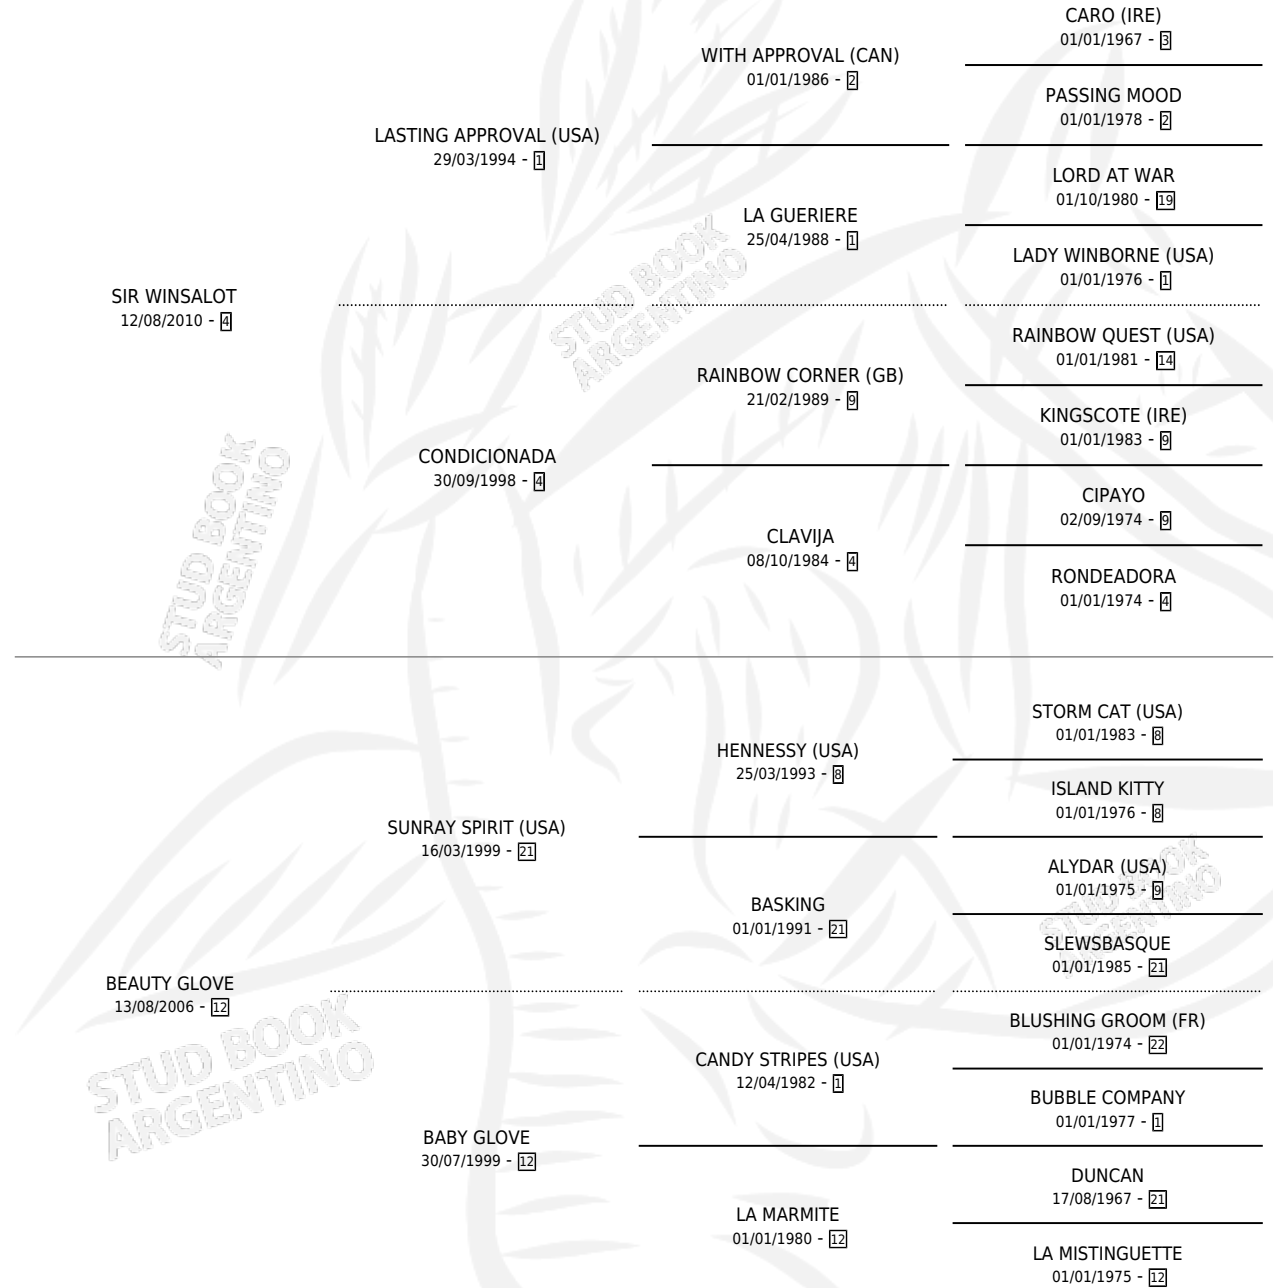 CARO (IRE)
01/01/1967 - 3
WITH APPROVAL (CAN)
01/01/1986 - 2
PASSING MOOD
01/01/1978 - 2
LASTING APPROVAL (USA)
29/03/1994 - 1
LORD AT WAR
01/10/1980 - 19
LA GUERIERE
25/04/1988 - 1
LADY WINBORNE (USA)
01/01/1976 - 1
SIR WINSALOT
12/08/2010 - 4
RAINBOW QUEST (USA)
01/01/1981 - 14
RAINBOW CORNER (GB)
21/02/1989 - 9
KINGSCOTE (IRE)
01/01/1983 - 9
CONDICIONADA
30/09/1998 - 4
CIPAYO
02/09/1974 - 9
CLAVIJA
08/10/1984 - 4
RONDEADORA
01/01/1974 - 4
STORM CAT (USA)
01/01/1983 - 8
HENNESSY (USA)
25/03/1993 - 8
ISLAND KITTY
01/01/1976 - 8
SUNRAY SPIRIT (USA)
16/03/1999 - 21
ALYDAR (USA)
01/01/1975 - 9
BASKING
01/01/1991 - 21
SLEWSBASQUE
01/01/1985 - 21
BEAUTY GLOVE
13/08/2006 - 12
BLUSHING GROOM (FR)
01/01/1974 - 22
CANDY STRIPES (USA)
12/04/1982 - 1
BUBBLE COMPANY
01/01/1977 - 1
BABY GLOVE
30/07/1999 - 12
DUNCAN
17/08/1967 - 21
LA MARMITE
01/01/1980 - 12
LA MISTINGUETTE
01/01/1975 - 12
STUD BOOK
ARGENTINO
STUD BOOK
ARGENTINO
STUD BOOK
ARGENTINO
STUD BOOK
ARGENTINO